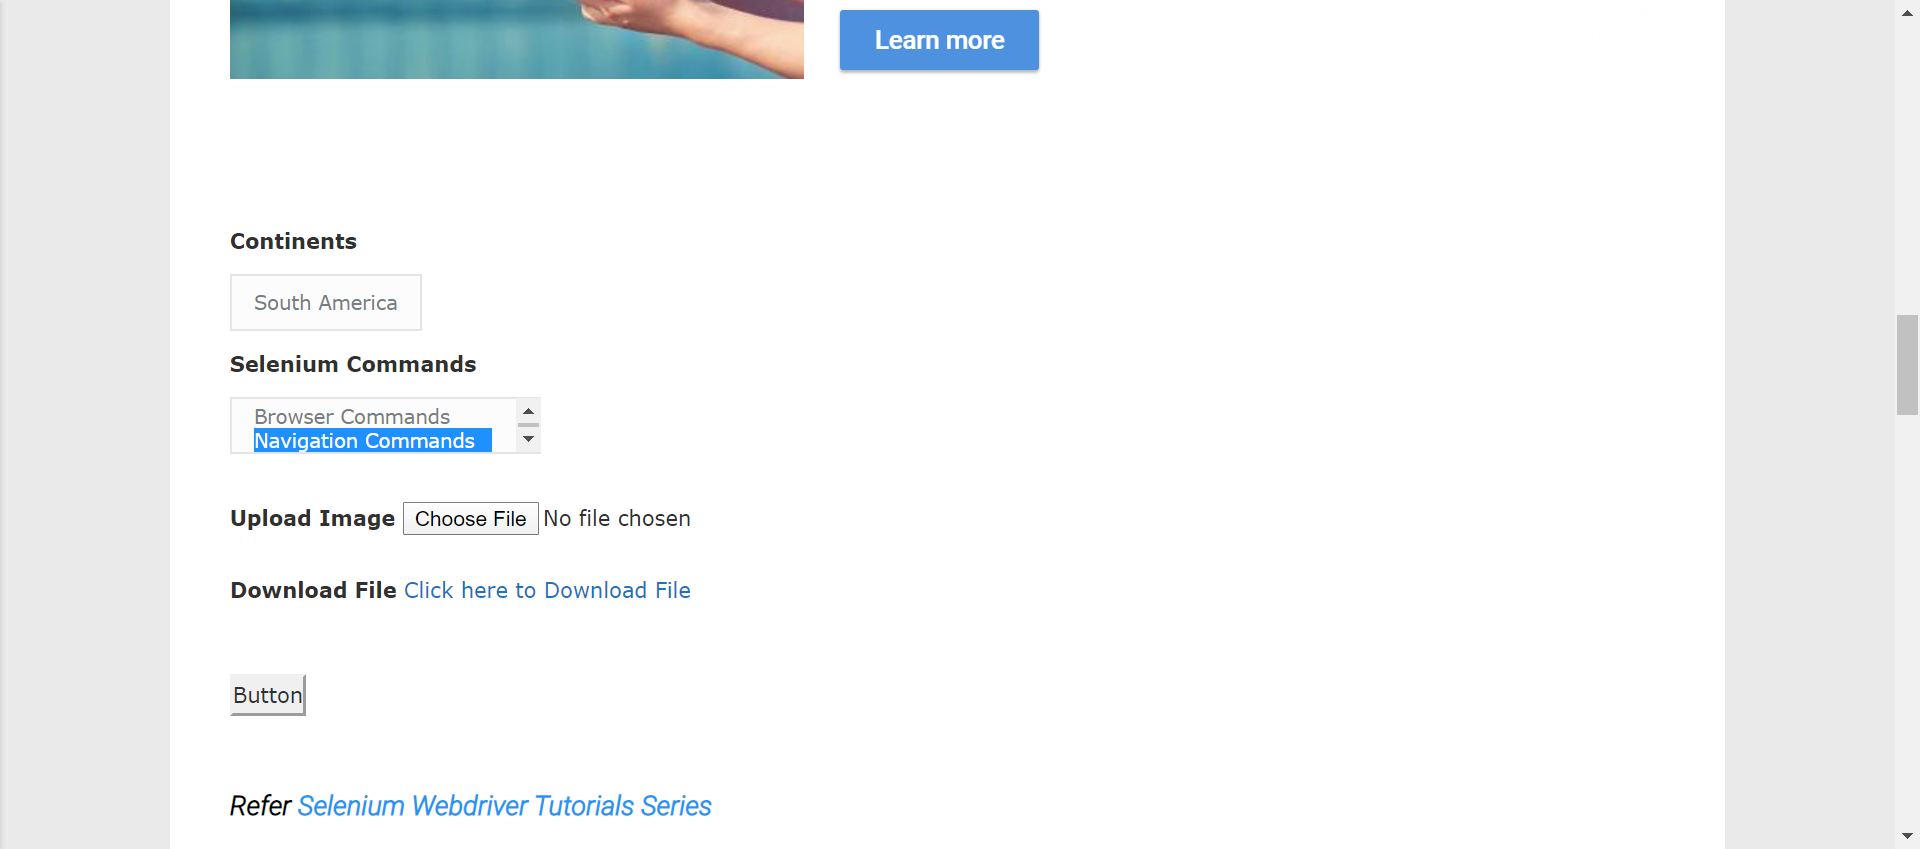 Learn more
Continents
South America
Selenium Commands
Browser Commands
Navigation Commands
Upload Image Choose File No file chosen
Download File Click here to Download File
Button
Refer Selenium Webdriver Tutorials Series